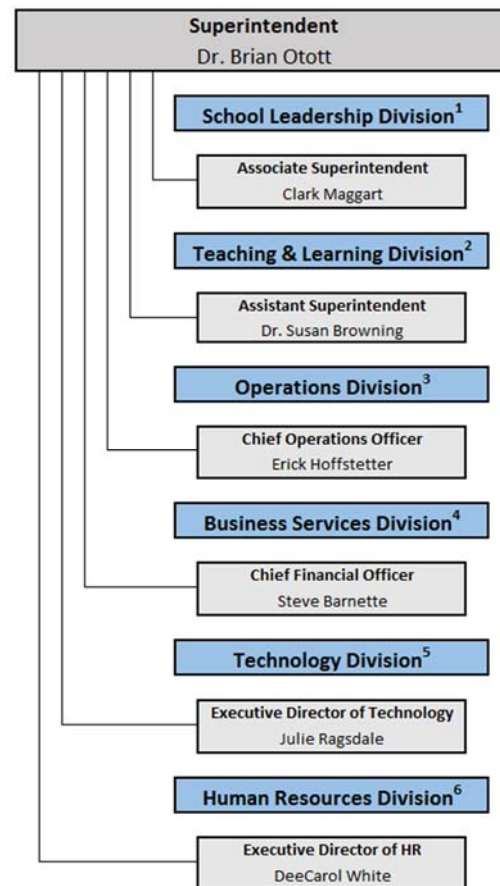 Superintendent
Dr. Brian Otott
School Leadership Division¹
Associate Superintendent
Clark Maggart
Teaching & Learning Division²
Assistant Superintendent
Dr. Susan Browning
Operations Division³
Chief Operations Officer
Erick Hoffstetter
Business Services Division⁴
Chief Financial Officer
Steve Barnette
Technology Division⁵
Executive Director of Technology
Julie Ragsdale
Human Resources Division⁶
Executive Director of HR
DeeCarol White